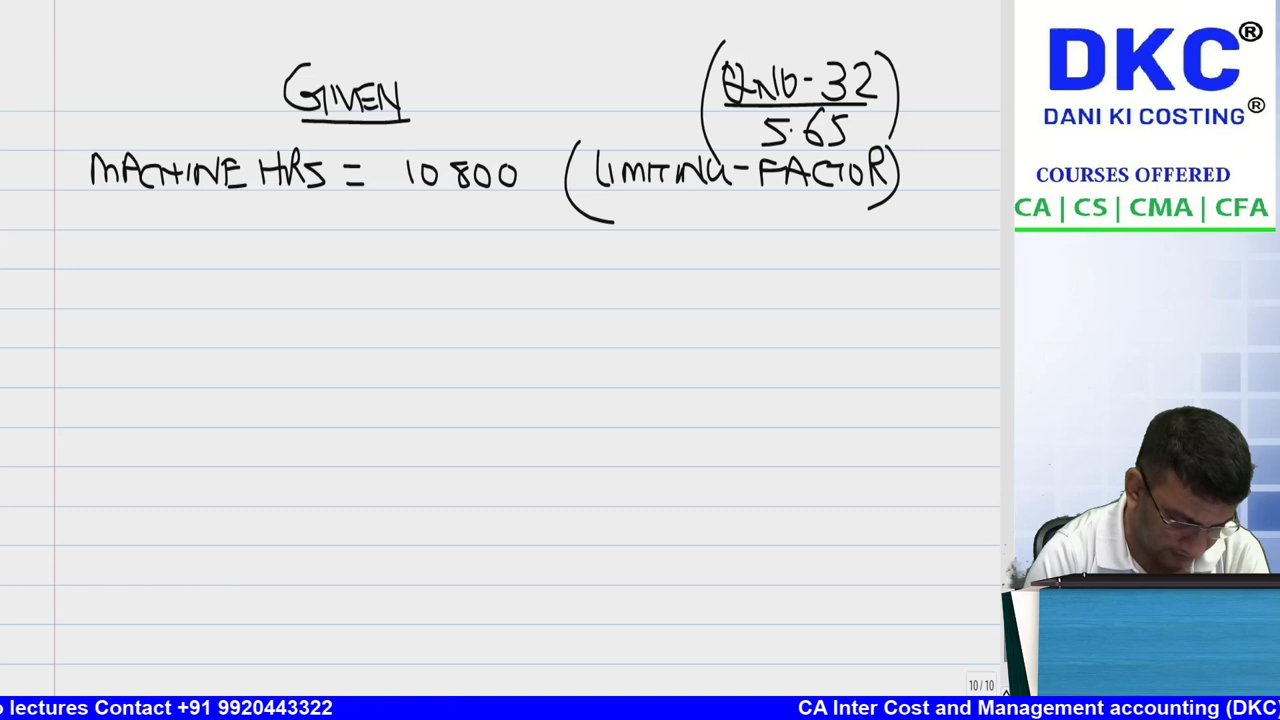 GIVEN
(Q.NO - 32
5.65
MACHINE HRS = 10800 (LIMITING - FACTOR)
10/10
DKC®
DANI KI COSTING®
COURSES OFFERED
CA | CS | CMA | CFA
o lectures Contact +91 9920443322
CA Inter Cost and Management accounting (DKC